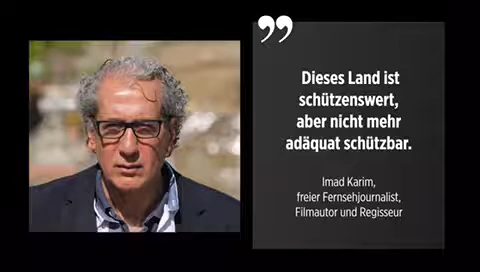 ”
Dieses Land ist
schützenswert,
aber nicht mehr
adäquat schützbar.
Imad Karim,
freier Fernsehjournalist,
Filmautor und Regisseur